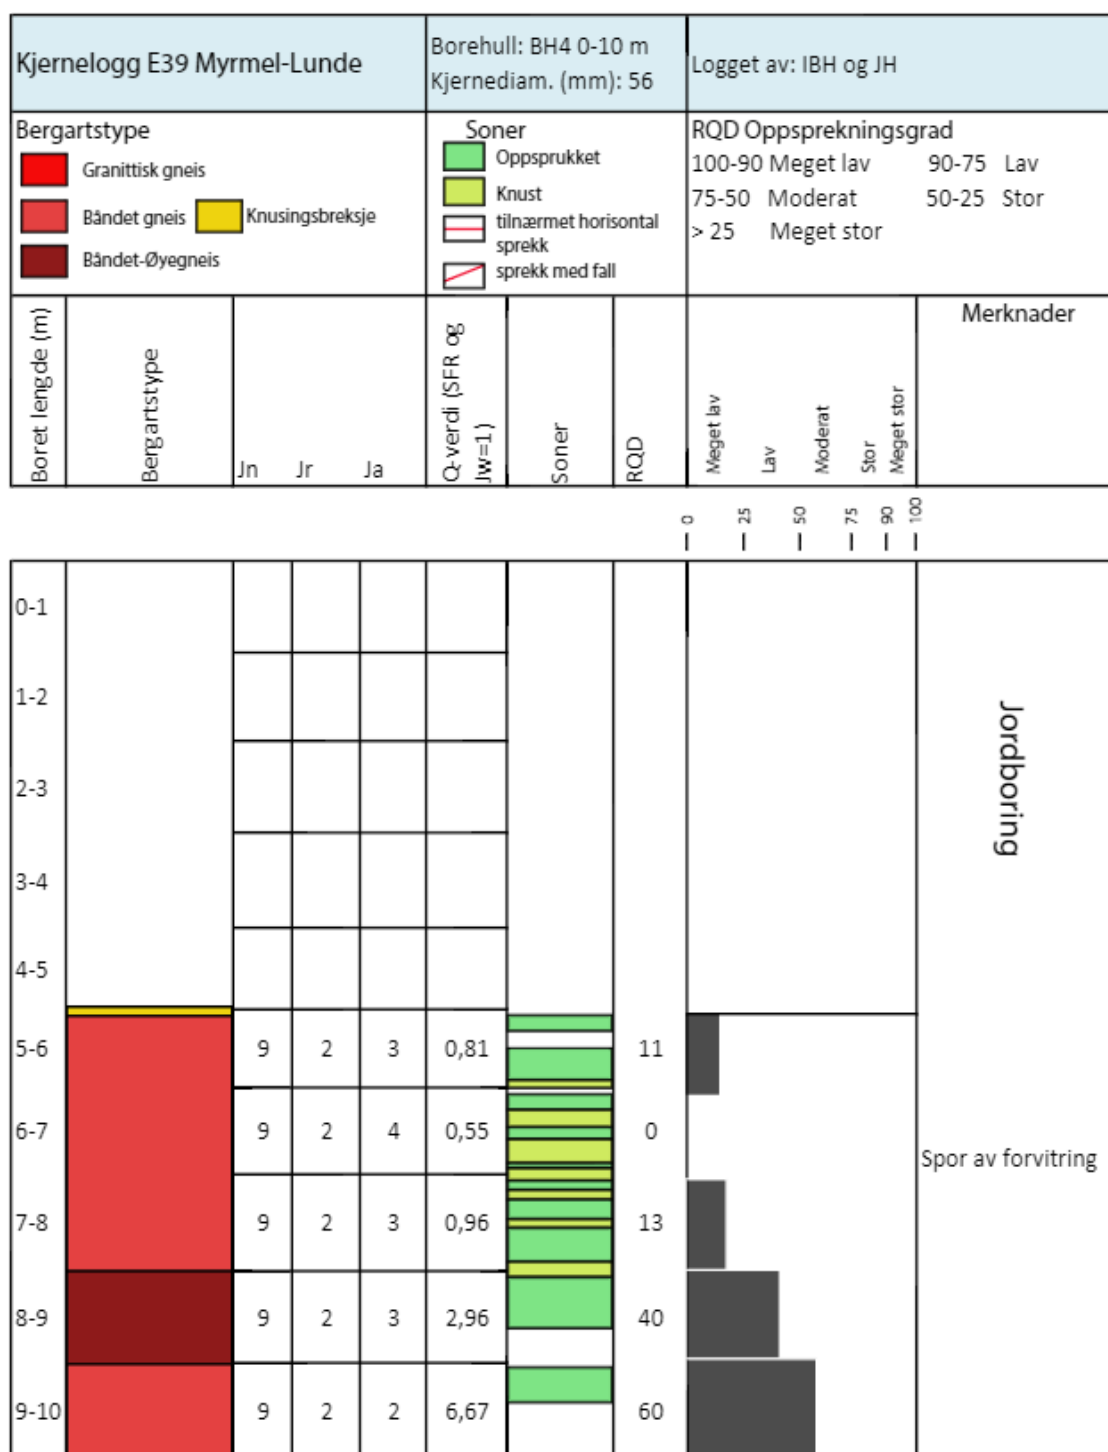 Kjernelogg E39 Myrmel-Lunde
Borehull: BH4 0-10 m
Kjernediam. (mm): 56
Logget av: IBH og JH
Bergartstype
Granittisk gneis
Båndet gneis
Knusingsbreksje
Båndet-Øyegneis
Soner
Oppsprukket
Knust
tilnærmet horisontal
sprekk
sprekk med fall
RQD Oppsprekningsgrad
100-90 Meget lav 90-75 Lav
75-50 Moderat 50-25 Stor
> 25 Meget stor
Boret lengde (m)
Bergartstype
Jn
Jr
Ja
Q-verdi (SFR og
Jw=1)
Soner
RQD
Meget lav
Lav
Moderat
Stor
Meget stor
Merknader
0
25
50
75
90
100
0-1
1-2
2-3
3-4
4-5
Jordboring
5-6 9 2 3 0,81 11
6-7 9 2 4 0,55 0
Spor av forvitring
7-8 9 2 3 0,96 13
8-9 9 2 3 2,96 40
9-10 9 2 2 6,67 60